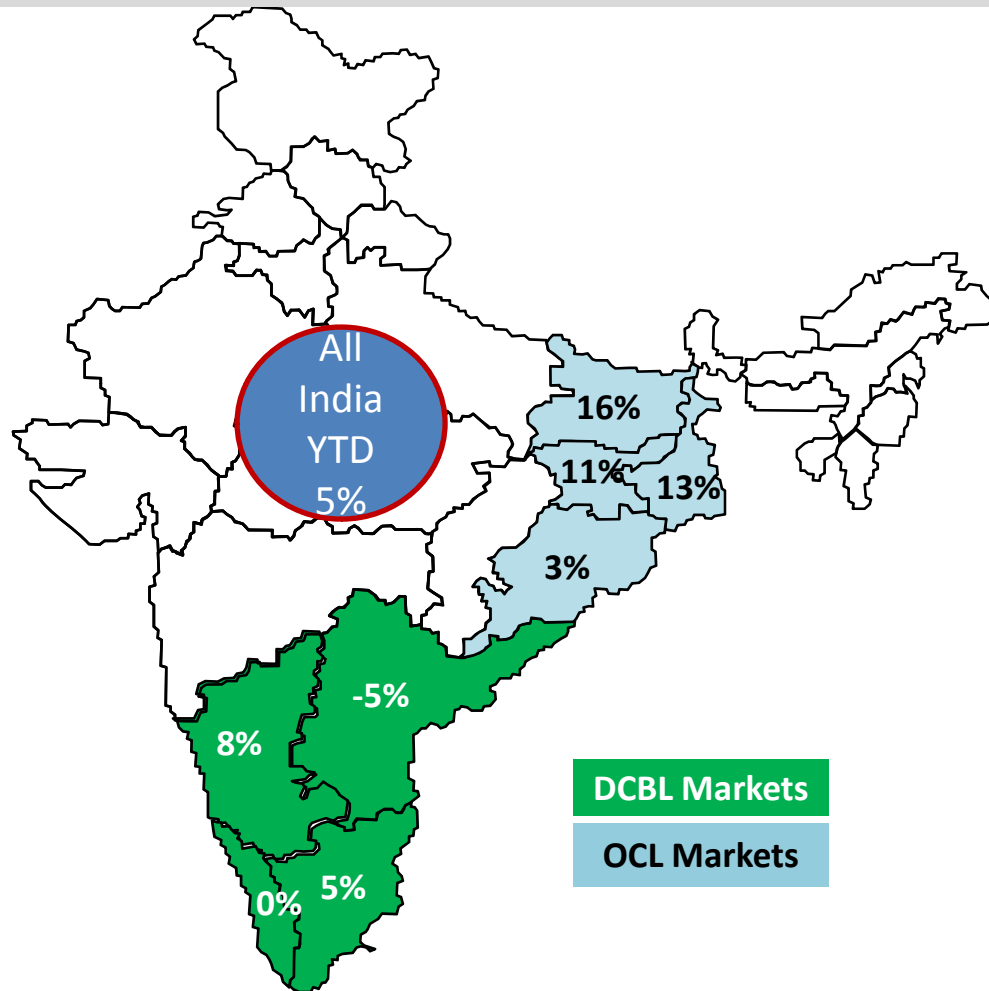 All
India
YTD
5%
16%
11%
13%
3%
-5%
8%
5%
0%
DCBL Markets
OCL Markets